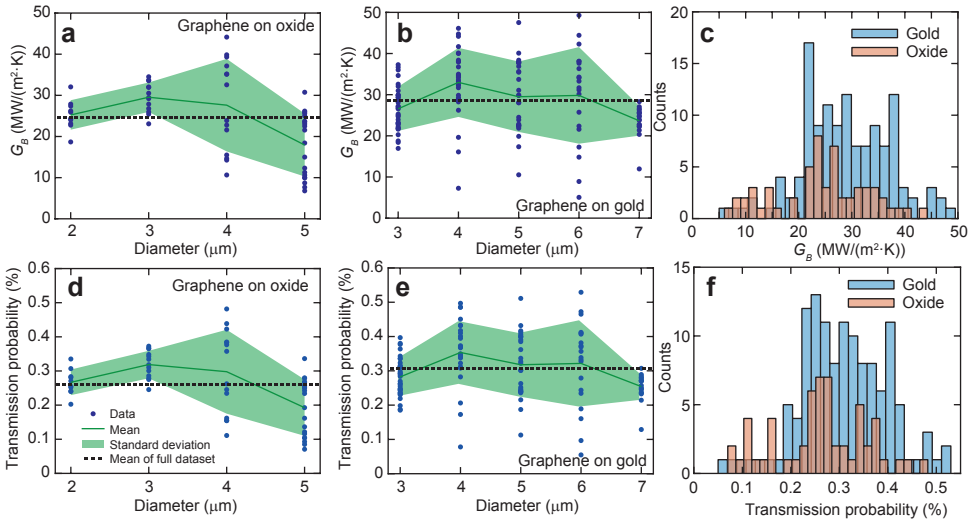 a
Graphene on oxide
G_B (MW/(m²·K))
50
40
30
20
10
0
2
3
4
5
Diameter (μm)
b
Graphene on gold
G_B (MW/(m²·K))
50
40
30
20
10
0
3
4
5
6
7
Diameter (μm)
c
Gold
Oxide
Counts
20
15
10
5
0
0
10
20
30
40
50
G_B (MW/(m²·K))
d
Graphene on oxide
Transmission probability (%)
0.6
0.5
0.4
0.3
0.2
0.1
0
Data
Mean
Standard deviation
Mean of full dataset
2
3
4
5
Diameter (μm)
e
Graphene on gold
Transmission probability (%)
0.6
0.5
0.4
0.3
0.2
0.1
0
3
4
5
6
7
Diameter (μm)
f
Gold
Oxide
Counts
15
10
5
0
0.1
0.2
0.3
0.4
0.5
Transmission probability (%)